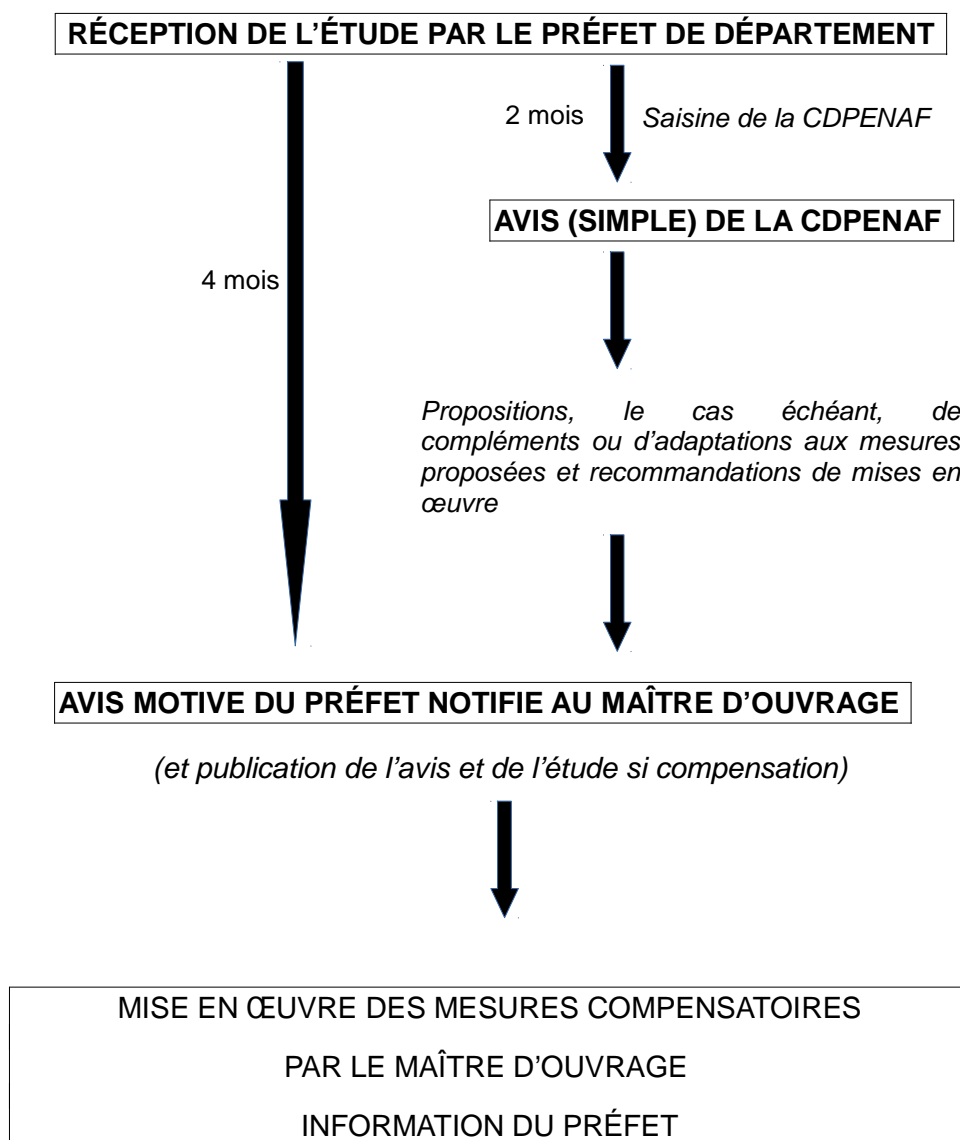 RÉCEPTION DE L’ÉTUDE PAR LE PRÉFET DE DÉPARTEMENT
2 mois
Saisine de la CDPENAF
AVIS (SIMPLE) DE LA CDPENAF
4 mois
Propositions, le cas échéant, de
compléments ou d’adaptations aux mesures
proposées et recommandations de mises en
œuvre
AVIS MOTIVE DU PRÉFET NOTIFIE AU MAÎTRE D’OUVRAGE
(et publication de l’avis et de l’étude si compensation)
MISE EN ŒUVRE DES MESURES COMPENSATOIRES
PAR LE MAÎTRE D’OUVRAGE
INFORMATION DU PRÉFET